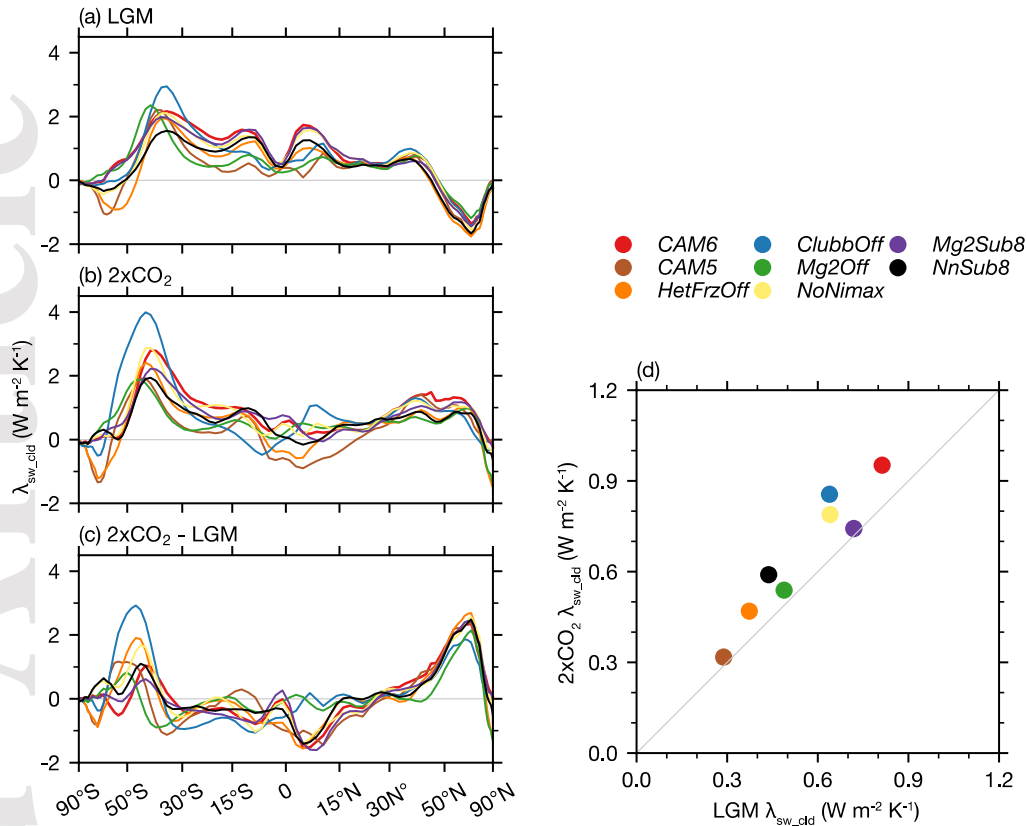 (a) LGM
4
2
0
-2
(b) 2xCO2
4
2
0
-2
λsw_cld (W m-2 K-1)
(c) 2xCO2 - LGM
4
2
0
-2
90°S 50°S 30°S 15°S 0 15°N 30N° 50°N 90°N
CAM6 ClubbOff Mg2Sub8
CAM5 Mg2Off NnSub8
HetFrzOff NoNimax
(d)
1.2
0.9
0.6
0.3
0.0
2xCO2 λsw_cld (W m-2 K-1)
0.0 0.3 0.6 0.9 1.2
LGM λsw_cld (W m-2 K-1)